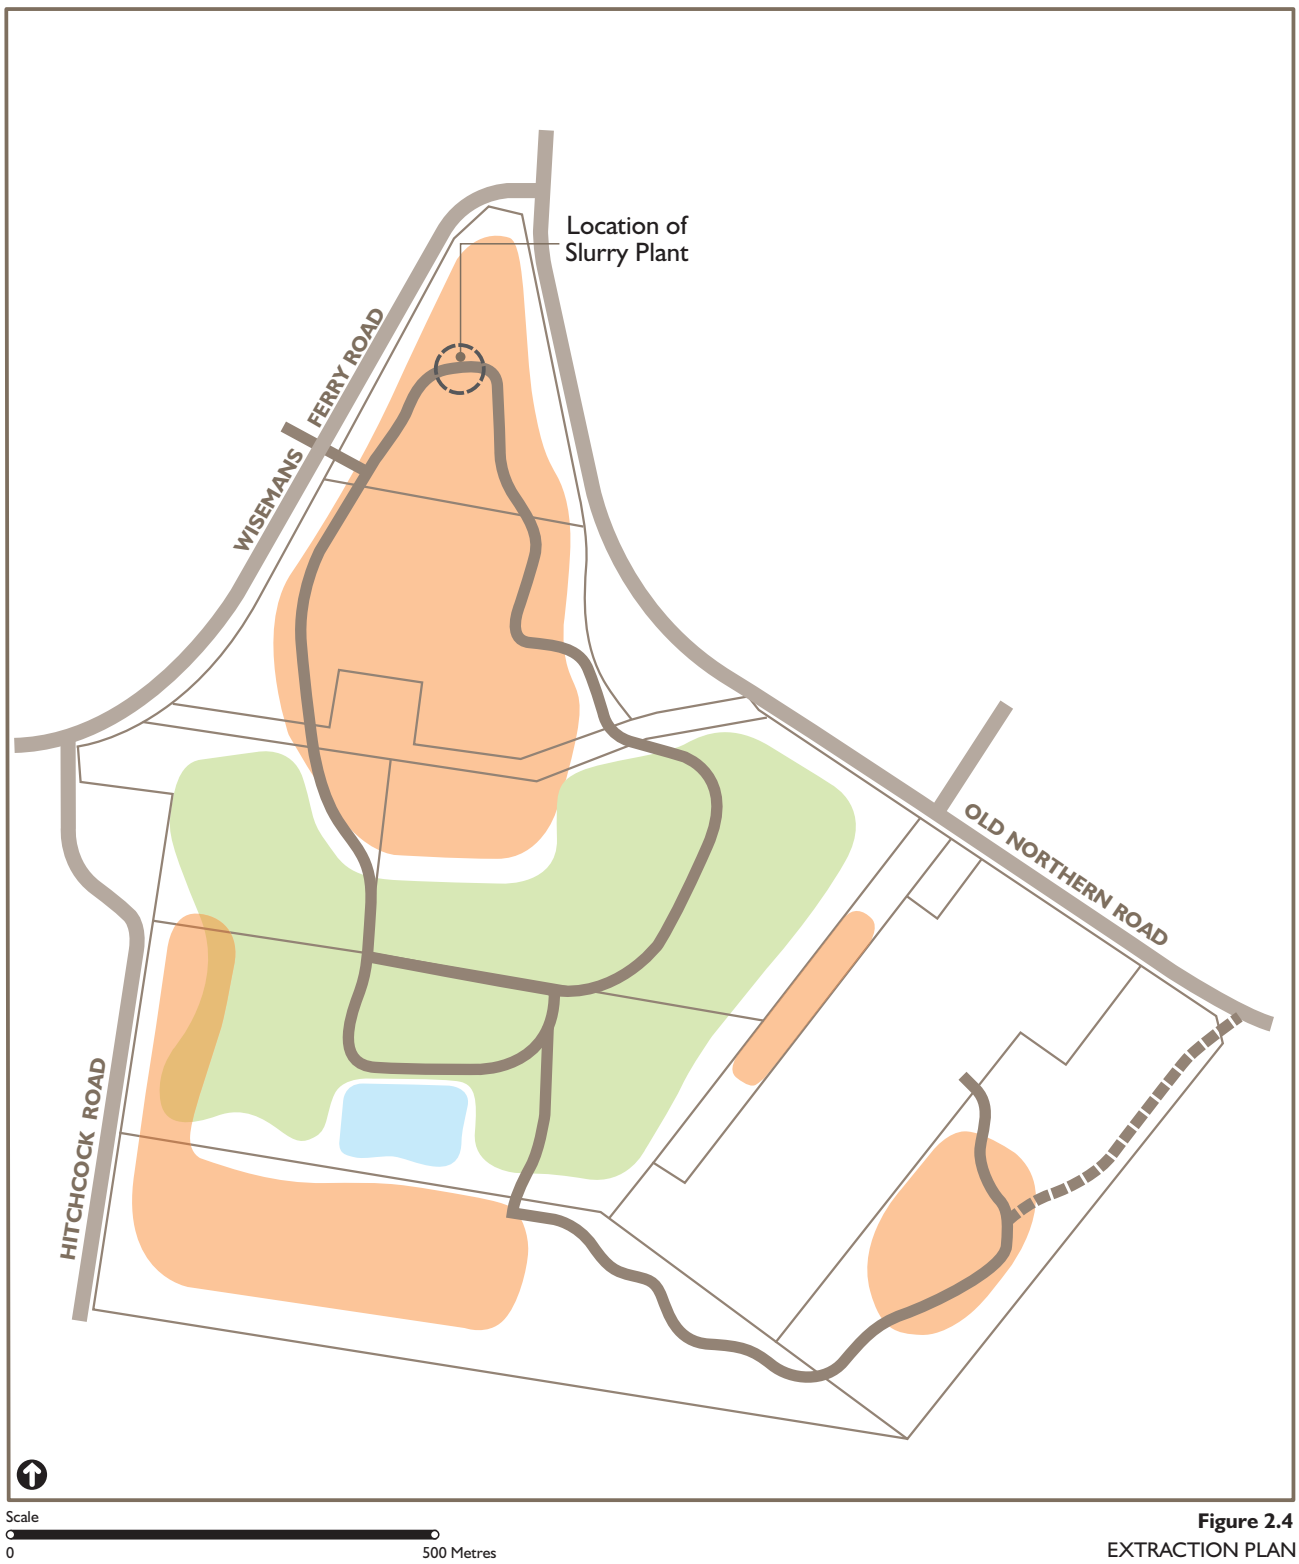 Location of
Slurry Plant
WISEMANS FERRY ROAD
OLD NORTHERN ROAD
HITCHCOCK ROAD
Scale
0 500 Metres
Figure 2.4
EXTRACTION PLAN